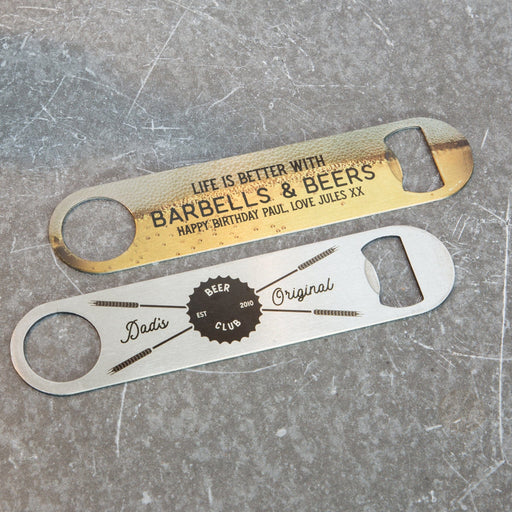 LIFE IS BETTER WITH
BARBELLS & BEERS
HAPPY BIRTHDAY PAUL, LOVE JULES XX
Dad's
BEER
EST 2010
CLUB
Original